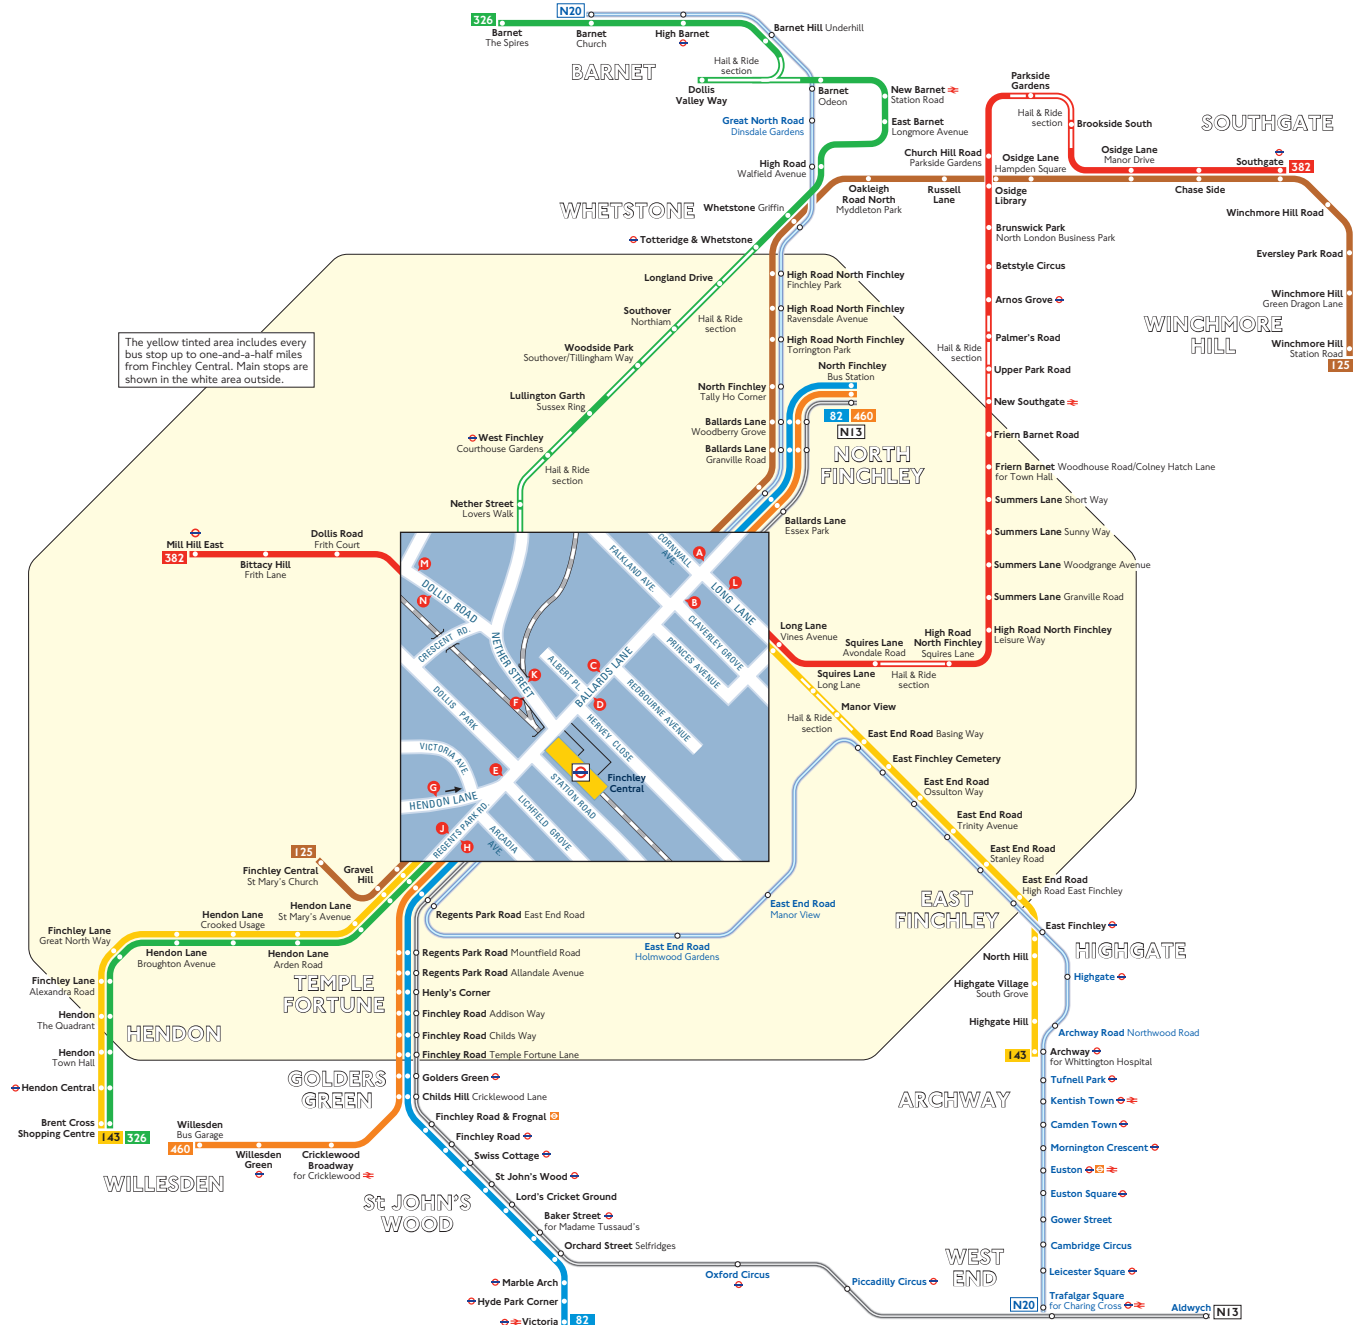 326
N20
Barnet
The Spires
Barnet
Church
High Barnet
Barnet Hill Underhill
BARNET
Hail & Ride
section
Dollis
Valley Way
Barnet
Odeon
New Barnet
Station Road
Great North Road
Dinsdale Gardens
East Barnet
Longmore Avenue
High Road
Walfield Avenue
Parkside
Gardens
Hail & Ride
section
Brookside South
SOUTHGATE
Church Hill Road
Parkside Gardens
Osidge Lane
Hampden Square
Osidge Lane
Manor Drive
Southgate
382
Oakleigh
Road North
Myddleton Park
Russell
Lane
Osidge
Library
Chase Side
Winchmore Hill Road
WHETSTONE
Whetstone Griffin
Totteridge & Whetstone
Brunswick Park
North London Business Park
Eversley Park Road
Betstyle Circus
Longland Drive
High Road North Finchley
Finchley Park
Winchmore Hill
Green Dragon Lane
Arnos Grove
Southover
Northiam
Hail & Ride
section
High Road North Finchley
Ravensdale Avenue
WINCHMORE
HILL
Palmer's Road
Hail & Ride
section
Winchmore Hill
Station Road
125
The yellow tinted area includes every
bus stop up to one-and-a-half miles
from Finchley Central. Main stops are
shown in the white area outside.
Woodside Park
Southover/Tillingham Way
High Road North Finchley
Torrington Park
North Finchley
Bus Station
Upper Park Road
Lullington Garth
Sussex Ring
North Finchley
Tally Ho Corner
New Southgate
82
460
N13
Ballards Lane
Woodberry Grove
West Finchley
Courthouse Gardens
Ballards Lane
Granville Road
NORTH
FINCHLEY
Friern Barnet Road
Hail & Ride
section
Friern Barnet Woodhouse Road/Colney Hatch Lane
for Town Hall
Nether Street
Lovers Walk
Summers Lane Short Way
Ballards Lane
Essex Park
Summers Lane Sunny Way
Mill Hill East
382
Dollis Road
Frith Court
Bittacy Hill
Frith Lane
Summers Lane Woodgrange Avenue
Summers Lane Granville Road
High Road North Finchley
Leisure Way
M
N
DOLLIS ROAD
CRESCENT RD.
NETHER STREET
FALKLAND AVE.
CORNWALL
AVE.
A
L
B
LONG LANE
CLAVERLEY GROVE
PRINCES AVENUE
K
F
ALBERT PL.
C
D
BALLARDS LANE
REDBOURNE AVENUE
HERVEY CLOSE
DOLLIS PARK
VICTORIA AVE.
E
G
HENDON LANE
J
H
REGENTS PARK RD.
ARCADIA
AVE.
LICHFIELD GROVE
STATION ROAD
Finchley
Central
Long Lane
Vines Avenue
Squires Lane
Avondale Road
High Road
North Finchley
Squires Lane
Squires Lane
Long Lane
Hail & Ride
section
Manor View
Hail & Ride
section
East End Road Basing Way
East Finchley Cemetery
East End Road
Ossulton Way
East End Road
Trinity Avenue
East End Road
Stanley Road
East End Road
High Road East Finchley
125
Finchley Central
St Mary's Church
Gravel
Hill
Hendon Lane
St Mary's Avenue
Hendon Lane
Crooked Usage
Finchley Lane
Great North Way
Hendon Lane
Broughton Avenue
Hendon Lane
Arden Road
Regents Park Road East End Road
East End Road
Manor View
EAST
FINCHLEY
East Finchley
East End Road
Holmwood Gardens
HIGHGATE
Regents Park Road Mountfield Road
North Hill
Finchley Lane
Alexandra Road
TEMPLE
FORTUNE
Regents Park Road Allandale Avenue
Highgate
Highgate Village
South Grove
Henly's Corner
Hendon
The Quadrant
HENDON
Finchley Road Addison Way
Highgate Hill
Finchley Road Childs Way
Archway Road Northwood Road
Hendon
Town Hall
Finchley Road Temple Fortune Lane
143
Archway
for Whittington Hospital
Hendon Central
GOLDERS
GREEN
Golders Green
Tufnell Park
Childs Hill Cricklewood Lane
ARCHWAY
Kentish Town
Brent Cross
Shopping Centre
143
326
Willesden
Bus Garage
460
Finchley Road & Frognal
Camden Town
Finchley Road
Willesden
Green
Cricklewood
Broadway
for Cricklewood
Swiss Cottage
Mornington Crescent
WILLESDEN
St John's Wood
Euston
St JOHN'S
WOOD
Lord's Cricket Ground
Euston Square
Baker Street
for Madame Tussaud's
Gower Street
Orchard Street Selfridges
Cambridge Circus
WEST
END
Marble Arch
Oxford Circus
Piccadilly Circus
Leicester Square
Hyde Park Corner
N20
Trafalgar Square
for Charing Cross
Aldwych
N13
Victoria
82